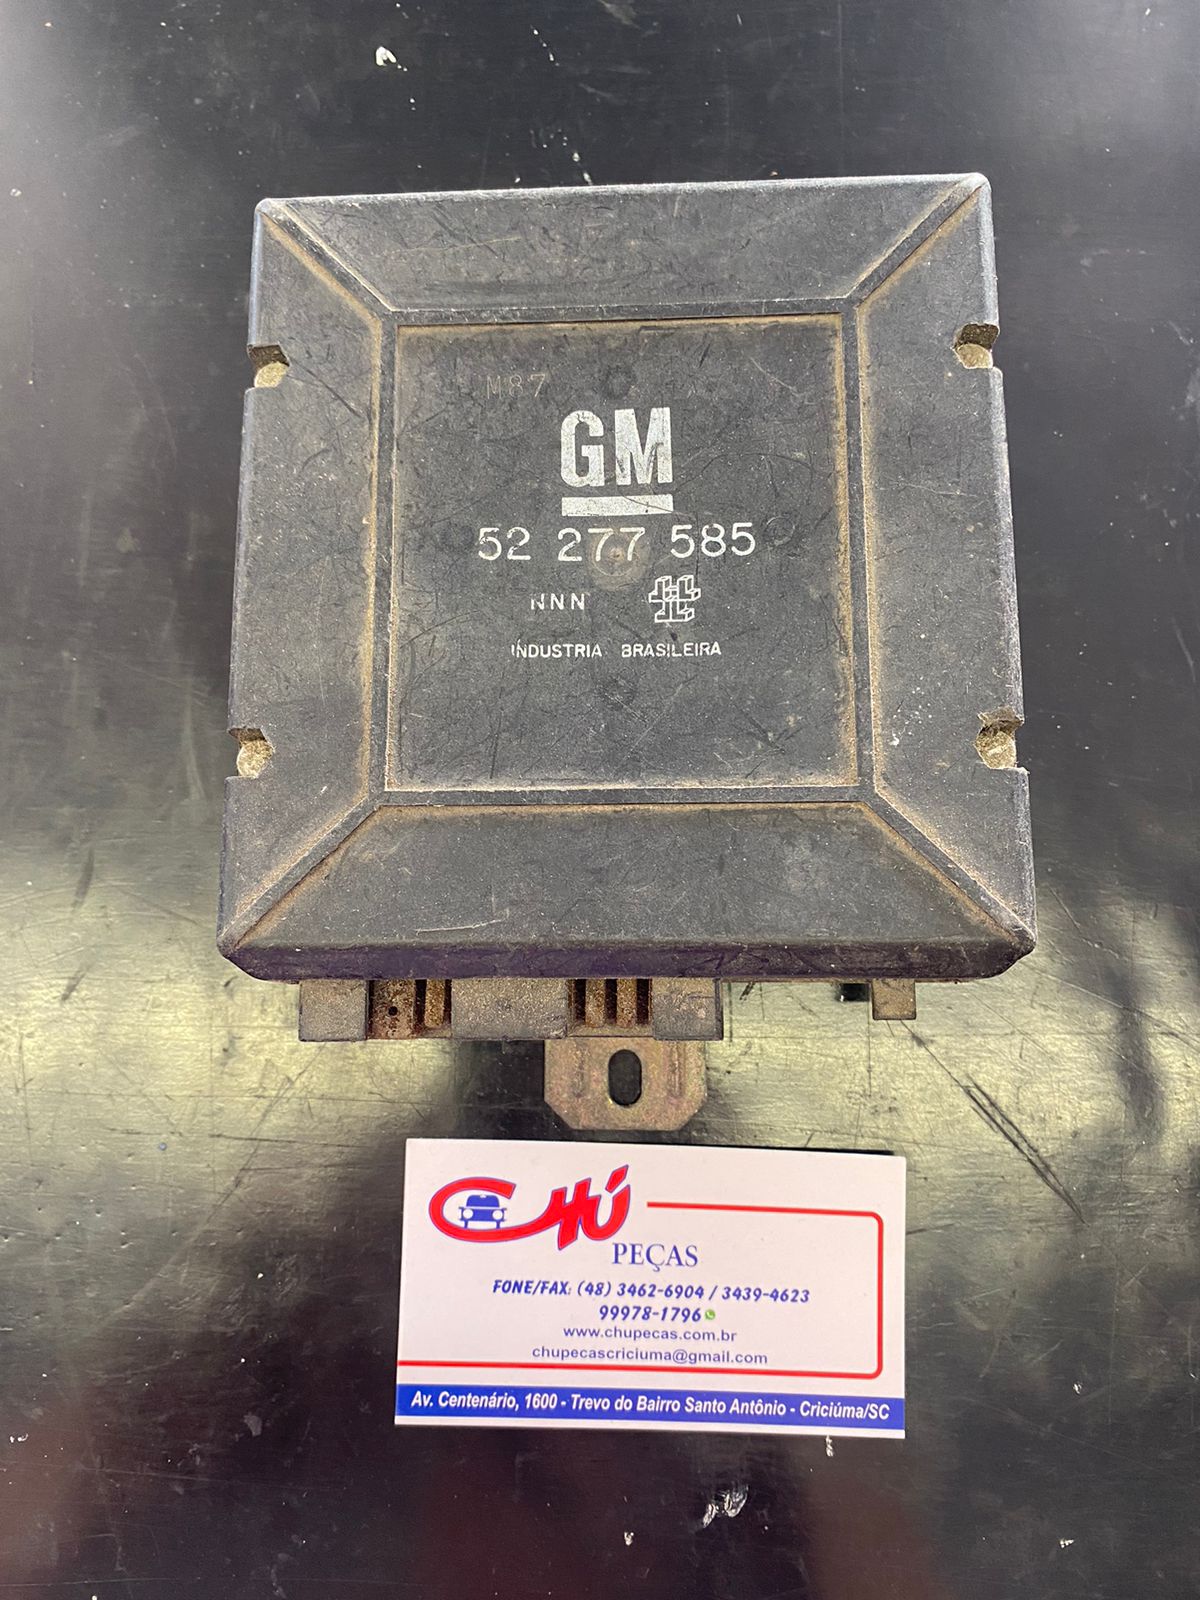 M87
GM
52 277 585
NNN
INDUSTRIA BRASILEIRA
CHÚ
PEÇAS
FONE/FAX: (48) 3462-6904 / 3439-4623
99978-1796
www.chupecas.com.br
chupecascriciuma@gmail.com
Av. Centenário, 1600 - Trevo do Bairro Santo Antônio - Criciúma/SC